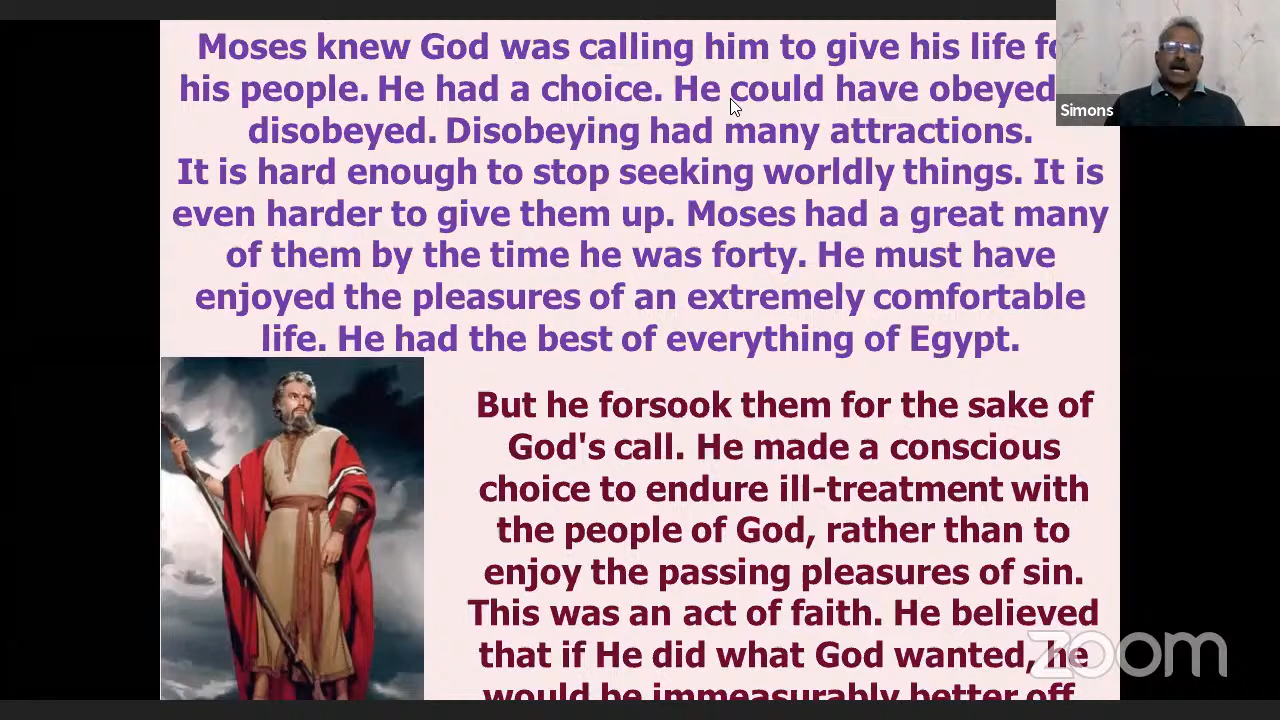 Moses knew God was calling him to give his life
his people. He had a choice. He could have obeyed
disobeyed. Disobeying had many attractions.
It is hard enough to stop seeking worldly things. It is
even harder to give them up. Moses had a great many
of them by the time he was forty. He must have
enjoyed the pleasures of an extremely comfortable
life. He had the best of everything of Egypt.
But he forsook them for the sake of
God's call. He made a conscious
choice to endure ill-treatment with
the people of God, rather than to
enjoy the passing pleasures of sin.
This was an act of faith. He believed
that if He did what God wanted, he
would be immeasurably better off
Simons
zoom